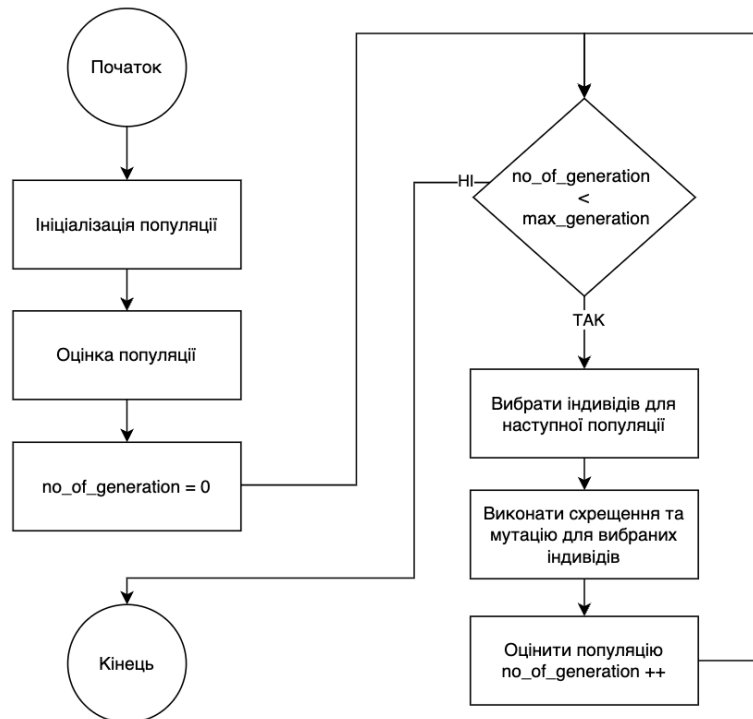 Початок
Ініціалізація популяції
Оцінка популяції
no_of_generation = 0
no_of_generation
<
max_generation
НІ
ТАК
Вибрати індивідів для
наступної популяції
Виконати схрещення та
мутацію для вибраних
індивідів
Оцінити популяцію
no_of_generation ++
Кінець